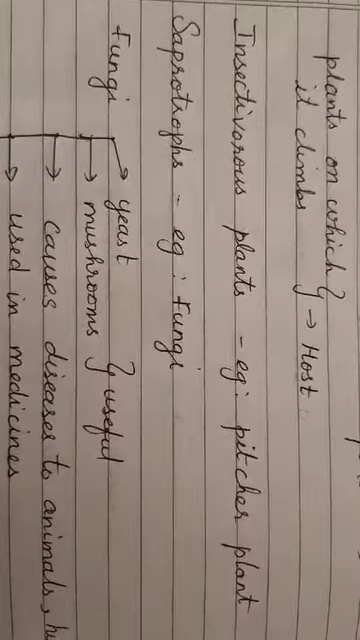 plants on which } → Host
it climbs
Insectivorous plants - eg: pitcher plant
Saprotrophs - eg: Fungi
Fungi → yeast
→ mushrooms } useful
→ causes diseases to animals,
→ used in medicines